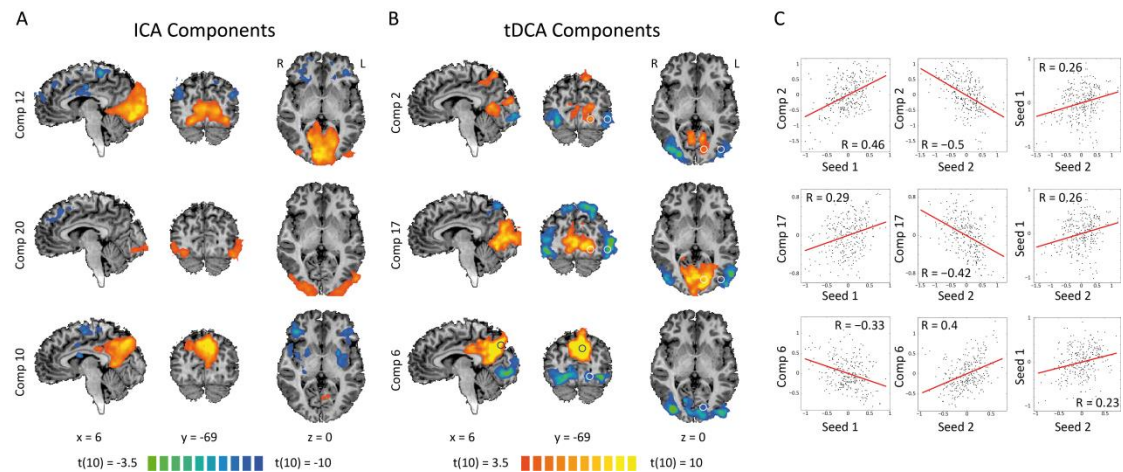 A
ICA Components
B
tDCA Components
C
R
L
R
L
Comp 12
Comp 2
Comp 20
Comp 17
Comp 10
Comp 6
x = 6
y = -69
z = 0
x = 6
y = -69
z = 0
t(10) = -3.5
t(10) = -10
t(10) = 3.5
t(10) = 10
Comp 2
R = 0.46
Seed 1
Comp 2
R = −0.5
Seed 2
Seed 1
R = 0.26
Seed 2
Comp 17
R = 0.29
Seed 1
Comp 17
R = −0.42
Seed 2
Seed 1
R = 0.26
Seed 2
Comp 6
R = −0.33
Seed 1
Comp 6
R = 0.4
Seed 2
Seed 1
R = 0.23
Seed 2